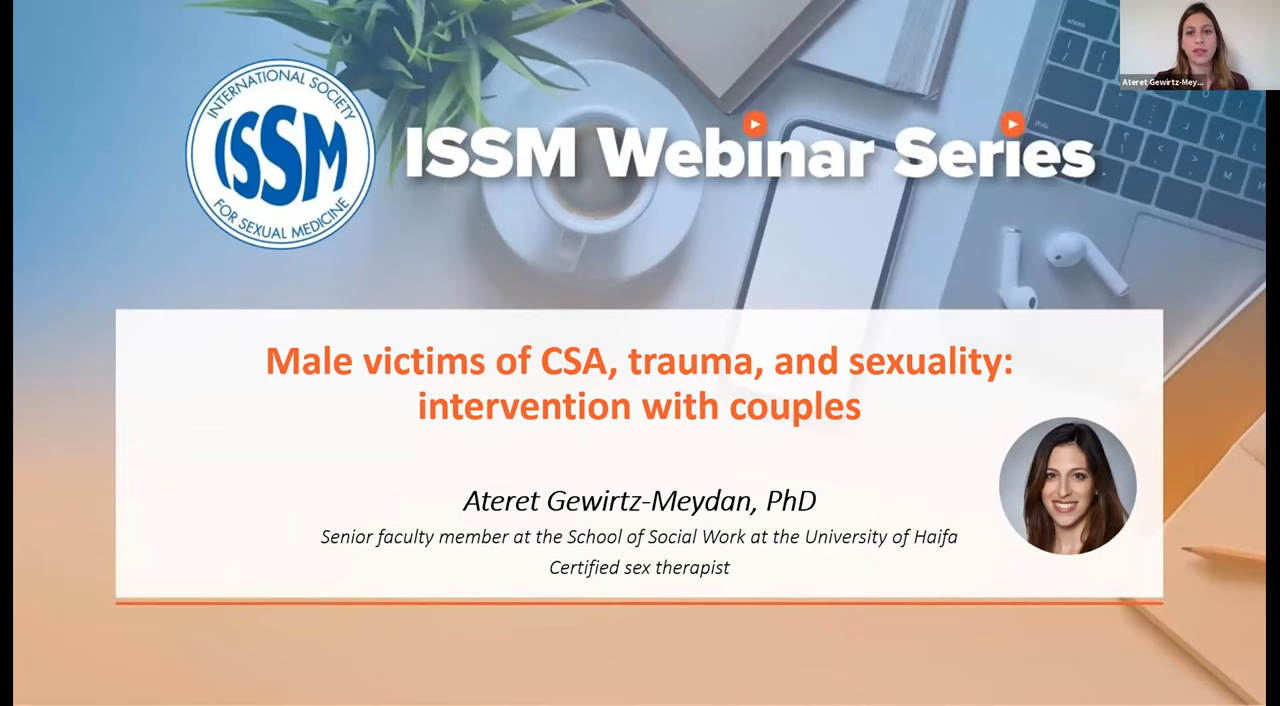 Ateret Gewirtz-Mey...
INTERNATIONAL SOCIETY
ISSM
FOR SEXUAL MEDICINE
ISSM Webinar Series
Male victims of CSA, trauma, and sexuality:
intervention with couples
Ateret Gewirtz-Meydan, PhD
Senior faculty member at the School of Social Work at the University of Haifa
Certified sex therapist